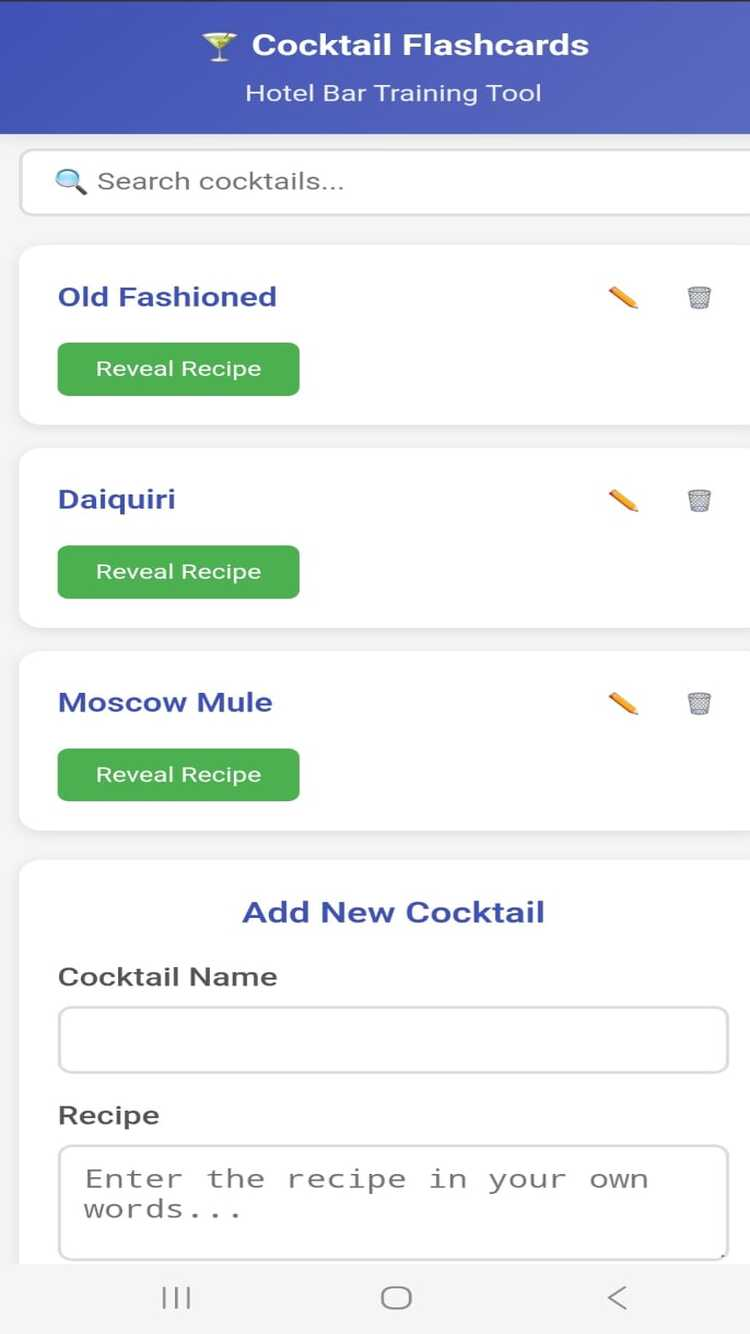 Cocktail Flashcards
Hotel Bar Training Tool
Search cocktails...
Old Fashioned
Reveal Recipe
Daiquiri
Reveal Recipe
Moscow Mule
Reveal Recipe
Add New Cocktail
Cocktail Name
Recipe
Enter the recipe in your own
words...